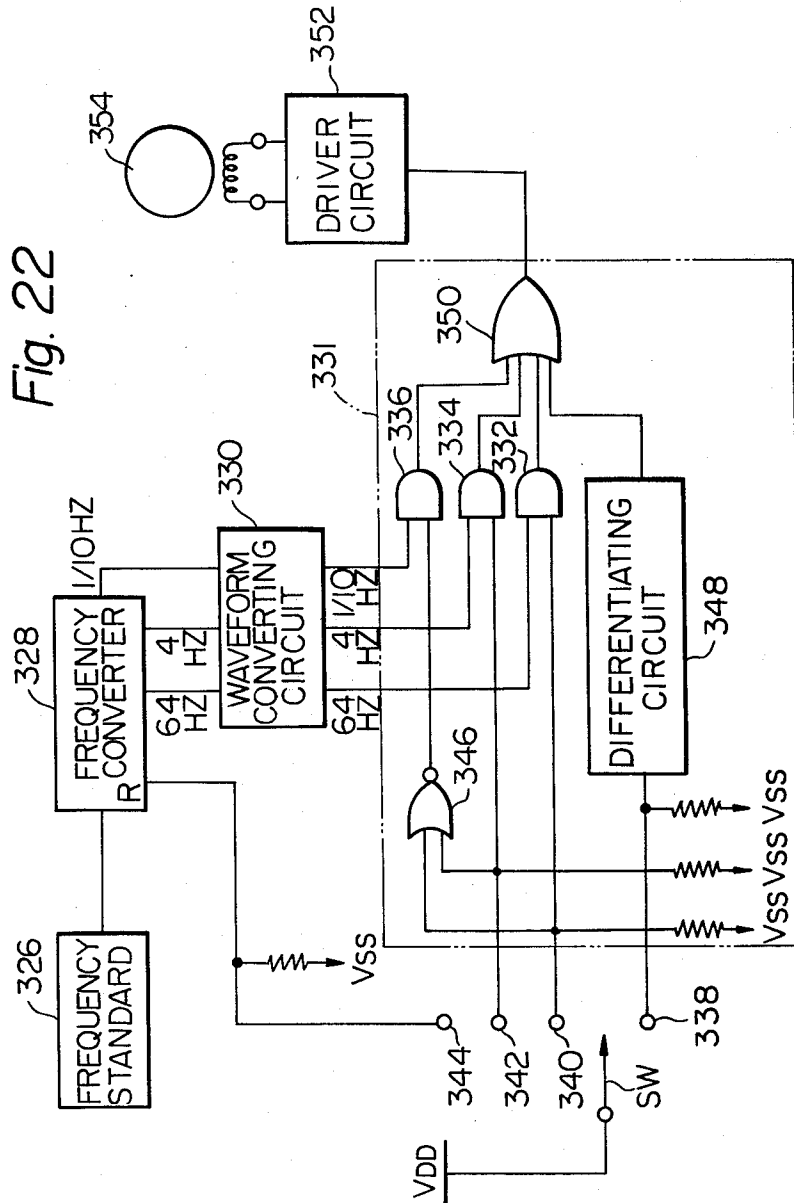 Fig. 22
326
FREQUENCY
STANDARD
328
FREQUENCY
CONVERTER
R
1/10HZ
4
HZ
64
HZ
330
WAVEFORM
CONVERTING
CIRCUIT
1/10
HZ
4
HZ
64
HZ
354
352
DRIVER
CIRCUIT
331
336
334
332
350
346
DIFFERENTIATING
CIRCUIT
348
VSS
VSS
VSS
VSS
344
342
340
338
SW
VDD